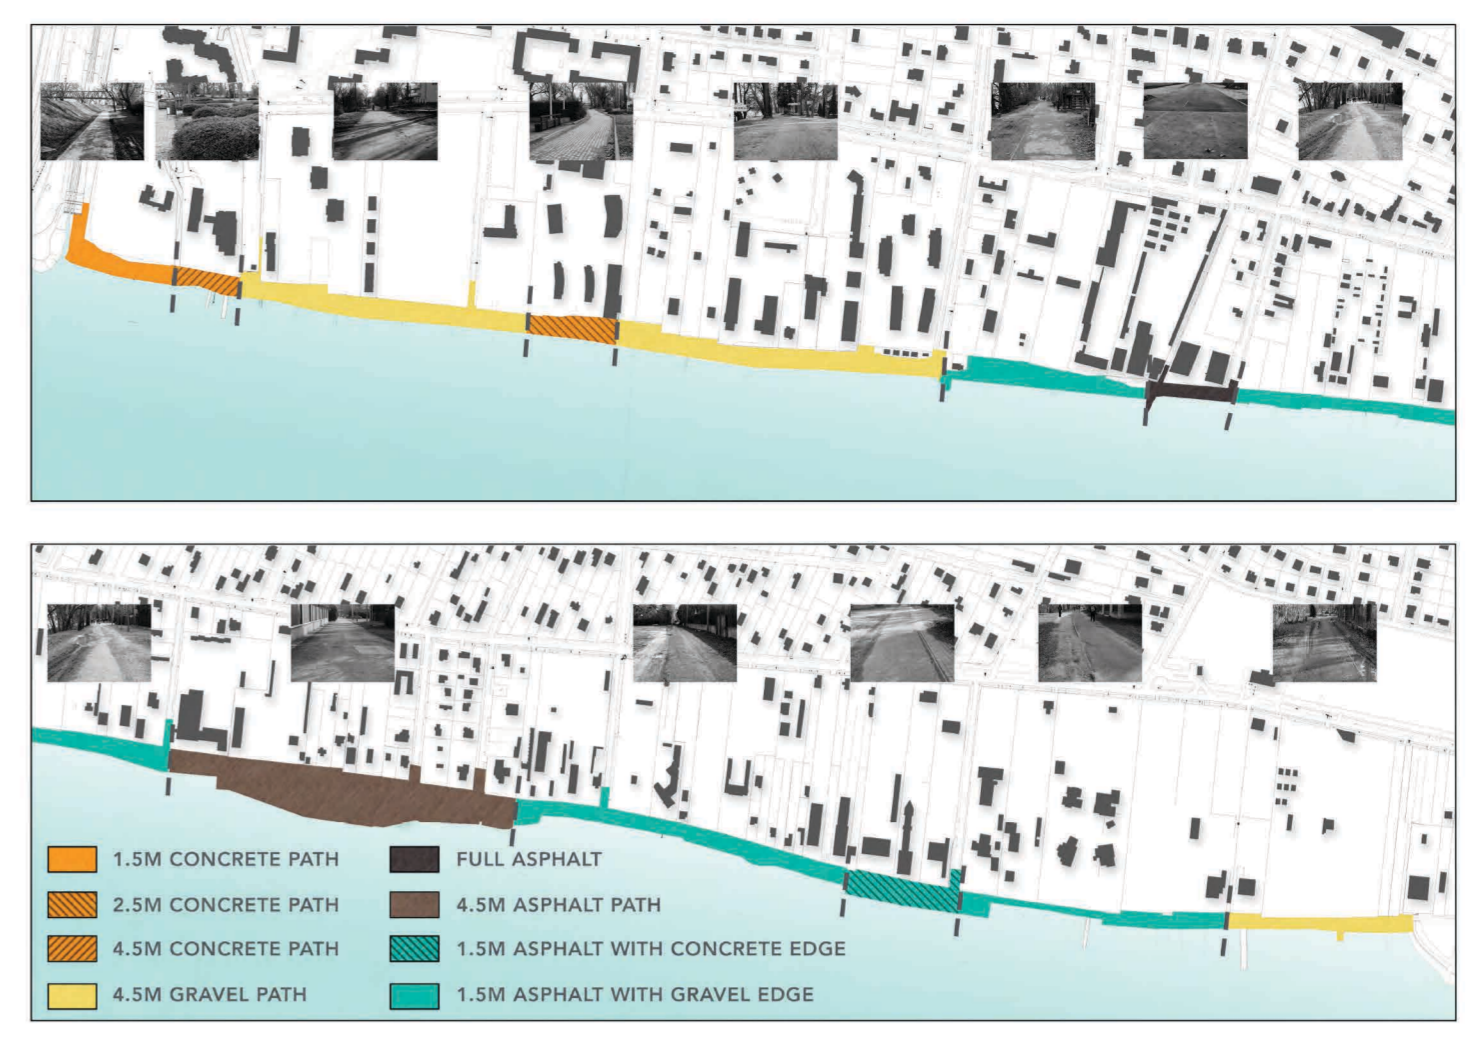 1.5M CONCRETE PATH
2.5M CONCRETE PATH
4.5M CONCRETE PATH
4.5M GRAVEL PATH
FULL ASPHALT
4.5M ASPHALT PATH
1.5M ASPHALT WITH CONCRETE EDGE
1.5M ASPHALT WITH GRAVEL EDGE